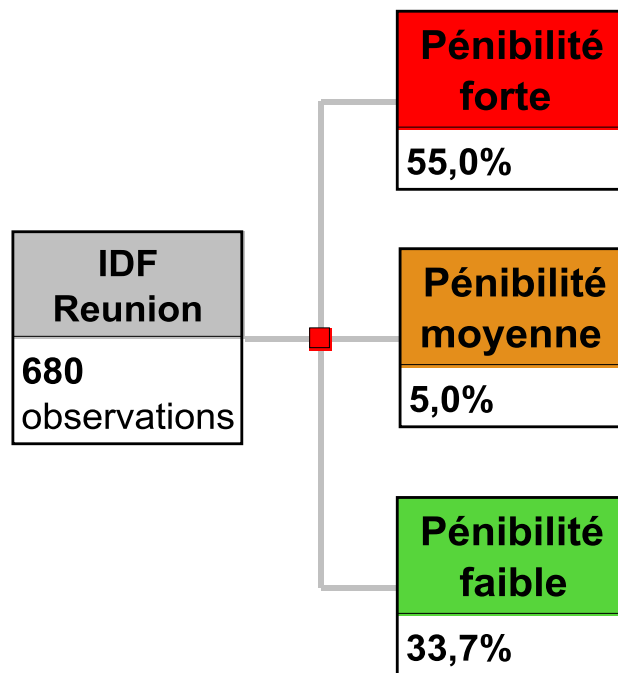 Pénibilité
forte
55,0%
IDF
Reunion
680
observations
Pénibilité
moyenne
5,0%
Pénibilité
faible
33,7%